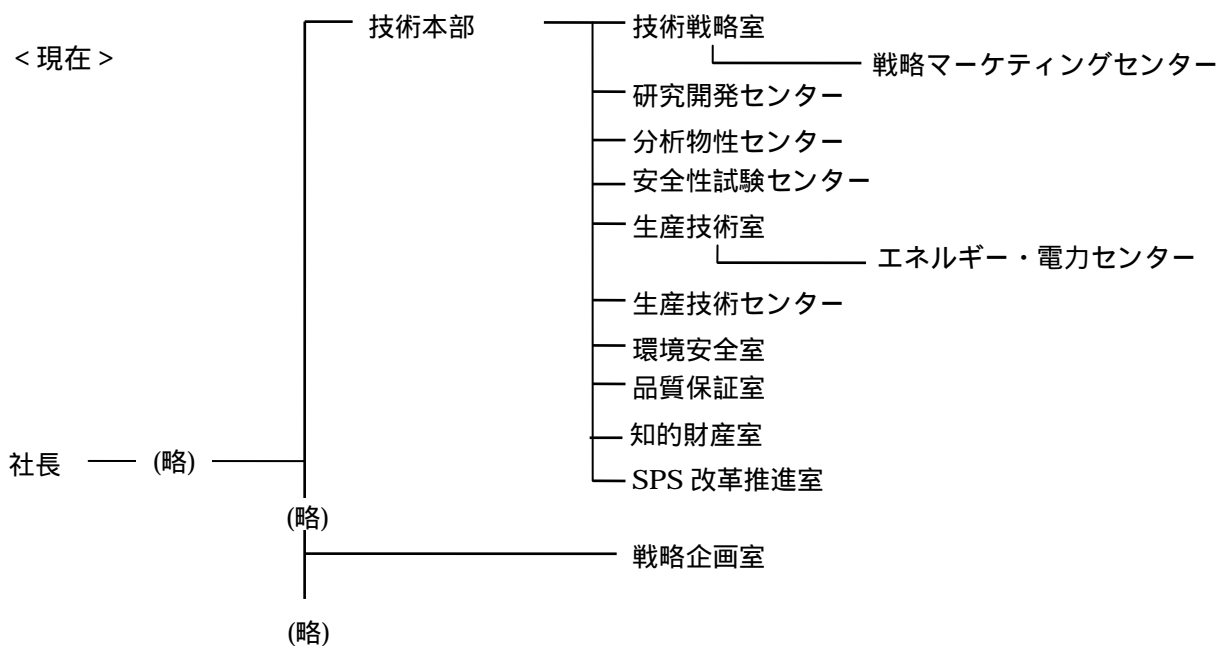 技術本部
技術戦略室
< 現在 >
戦略マーケティングセンター
研究開発センター
分析物性センター
安全性試験センター
生産技術室
エネルギー・電力センター
生産技術センター
環境安全室
品質保証室
知的財産室
社長
(略)
SPS 改革推進室
(略)
戦略企画室
(略)